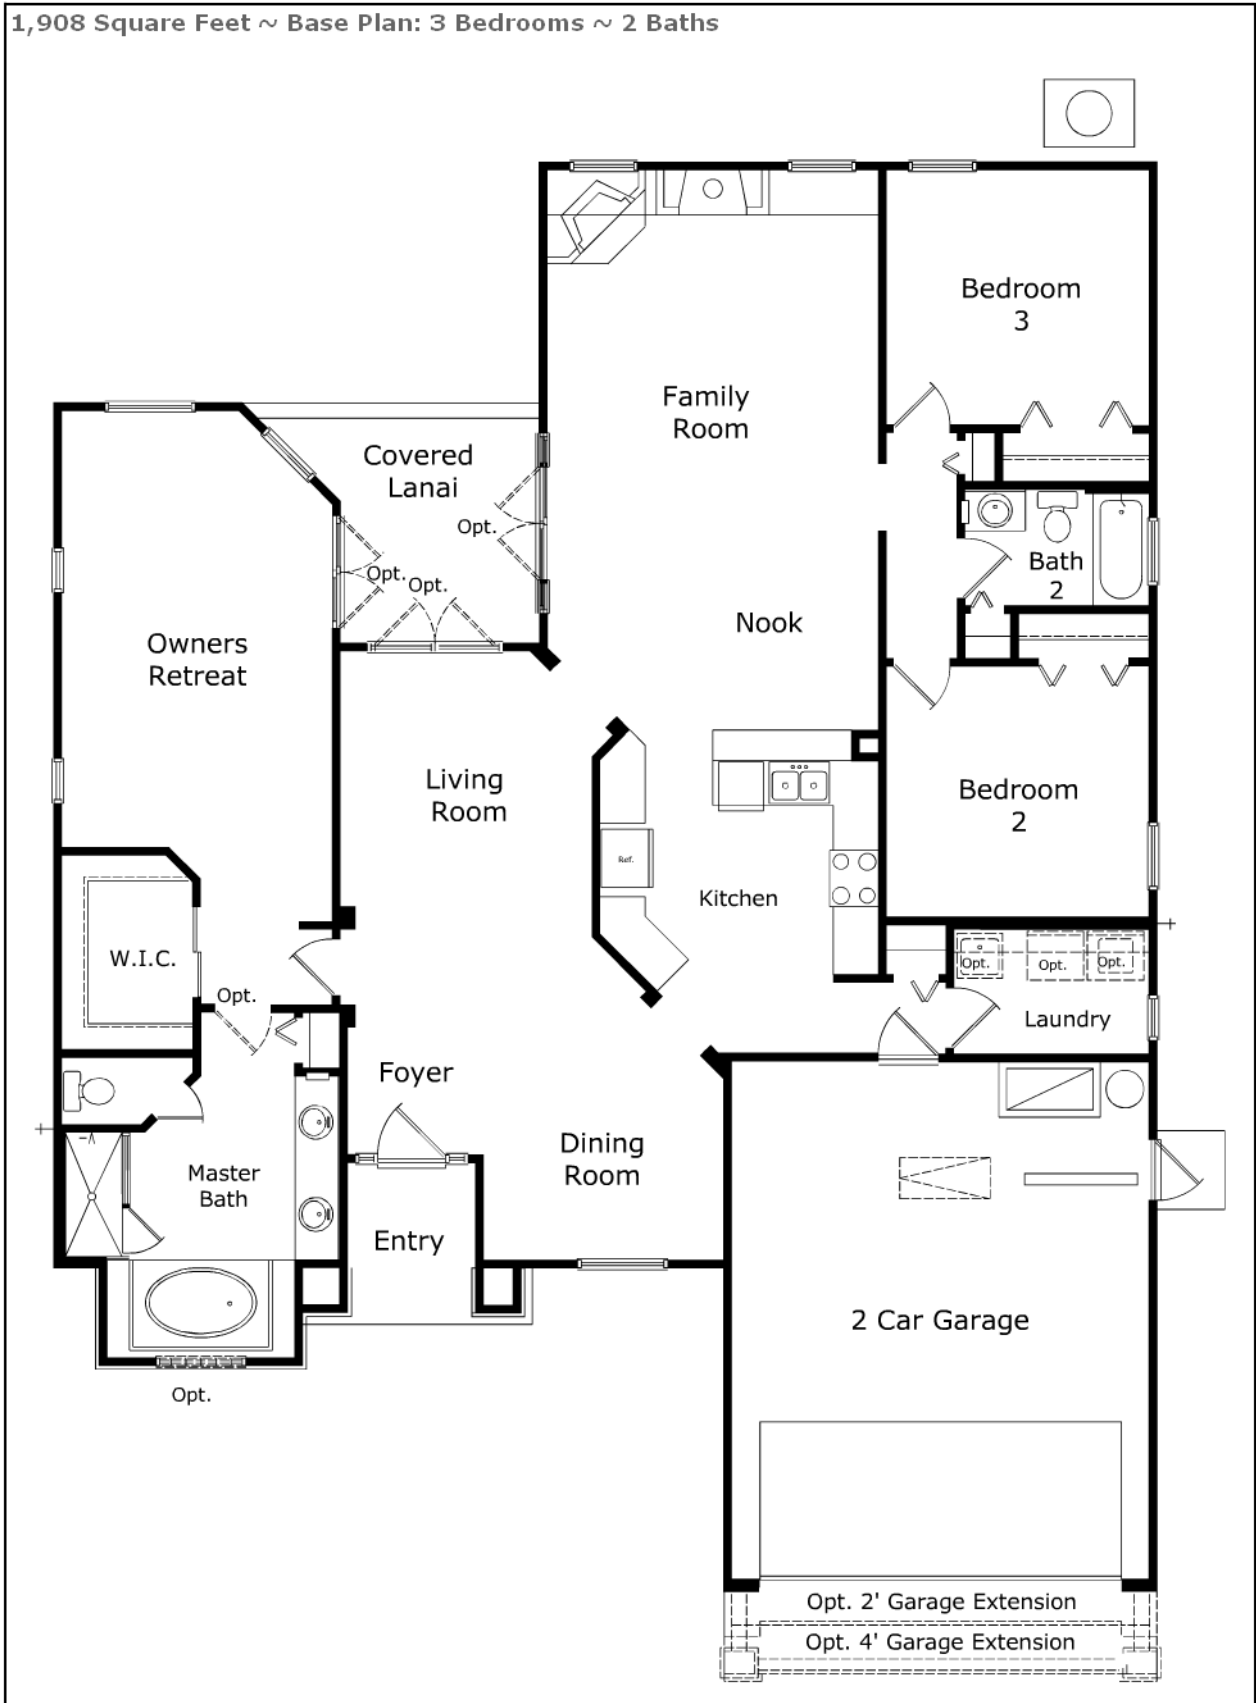 1,908 Square Feet ~ Base Plan: 3 Bedrooms ~ 2 Baths
Bedroom
3
Family
Room
Covered
Lanai
Opt.
Opt.
Opt.
Bath
2
Nook
Owners
Retreat
Living
Room
Bedroom
2
Ref.
Kitchen
W.I.C.
Opt.
Opt.
Opt.
Opt.
Laundry
Foyer
Dining
Room
Master
Bath
Entry
2 Car Garage
Opt.
Opt. 2' Garage Extension
Opt. 4' Garage Extension